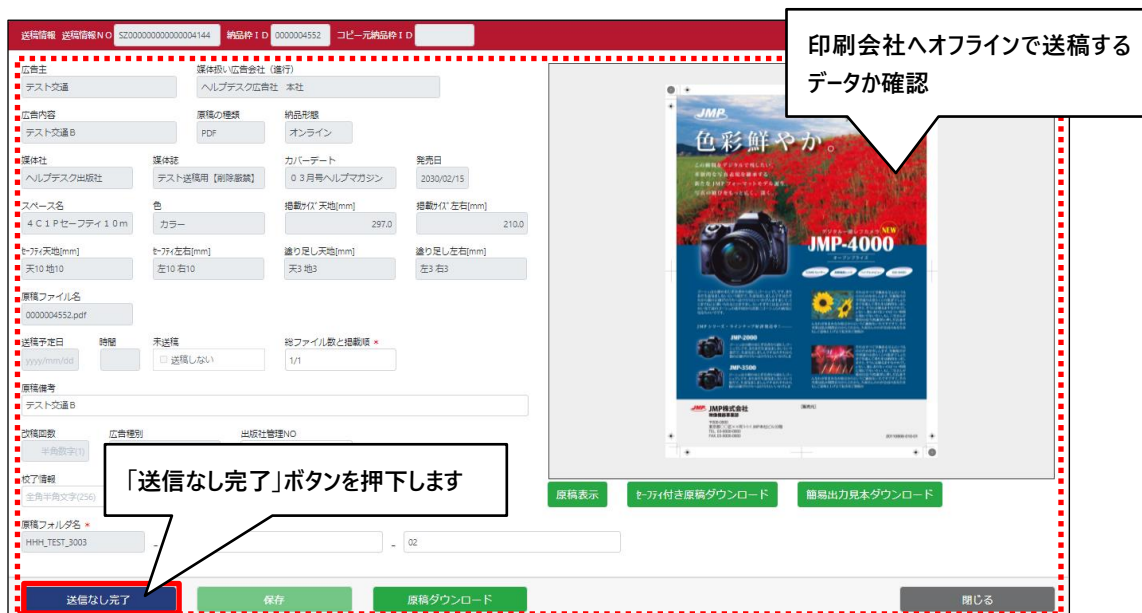 送稿情報 送稿情報NO SZ000000000000004144 納品枠ID 0000004552 コピー元納品枠ID
印刷会社へオフラインで送稿する
データか確認
広告主 媒体扱い広告会社（進行）
テスト交通 ヘルプデスク広告社 本社
広告内容 原稿の種類 納品形態
テスト交通B PDF オンライン
媒体社 媒体誌 カバーデート 発売日
ヘルプデスク出版社 テスト送稿用【削除厳禁】 03月号ヘルプマガジン 2030/02/15
スペース名 色 掲載ｻｲｽﾞ天地[mm] 掲載ｻｲｽﾞ左右[mm]
4C1Pセーフティ10m カラー 297.0 210.0
ｾｰﾌﾃｨ天地[mm] ｾｰﾌﾃｨ左右[mm] 塗り足し天地[mm] 塗り足し左右[mm]
天10 地10 左10 右10 天3 地3 左3 右3
原稿ファイル名
0000004552.pdf
送稿予定日 時間 未送稿 総ファイル数と掲載順 *
yyyy/mm/dd 送稿しない 1/1
原稿備考
テスト交通B
改稿回数 広告種別 出版社管理NO
半角数字(1)
校了情報
全角半角文字(256)
「送信なし完了」ボタンを押下します
原稿フォルダ名 *
HHH_TEST_3003 _ _ 02
JMP
色彩鮮やか。
デジタル一眼レフカメラ NEW
JMP-4000
オープンプライス
JMP-2000
JMP-3500
JMP JMP株式会社
原稿表示 ｾｰﾌﾃｨ付き原稿ダウンロード 簡易出力見本ダウンロード
送信なし完了 保存 原稿ダウンロード 閉じる